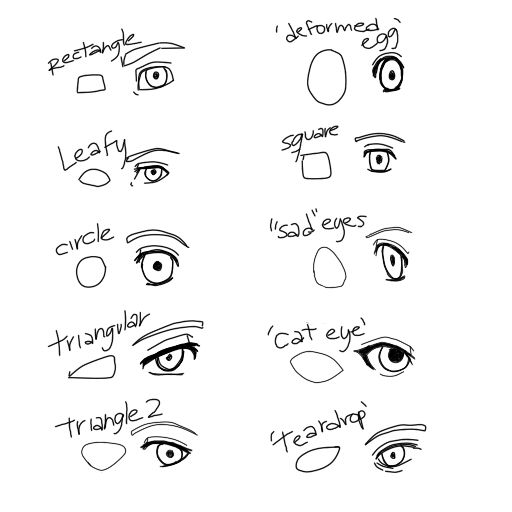 rectangle
Leafy
circle
triangular
triangle 2
'deformed
egg'
square
"sad" eyes
'cat eye'
'teardrop'